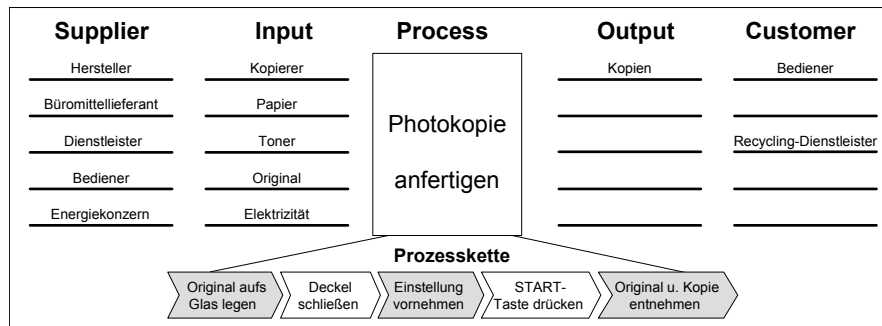 Supplier Input Process Output Customer
Hersteller Kopierer Kopien Bediener
Büromittellieferant Papier
Photokopie
Dienstleister Toner Recycling-Dienstleister
anfertigen
Bediener Original
Energiekonzern Elektrizität
Prozesskette
Original aufs Deckel Einstellung START- Original u. Kopie
Glas legen schließen vornehmen Taste drücken entnehmen